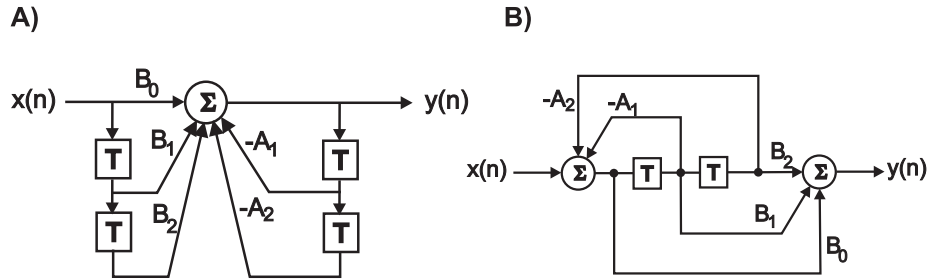 A)
B)
x(n)
B0
Σ
y(n)
T
B1
-A1
T
T
B2
-A2
T
-A2
-A1
x(n)
Σ
T
T
B2
Σ
y(n)
B1
B0